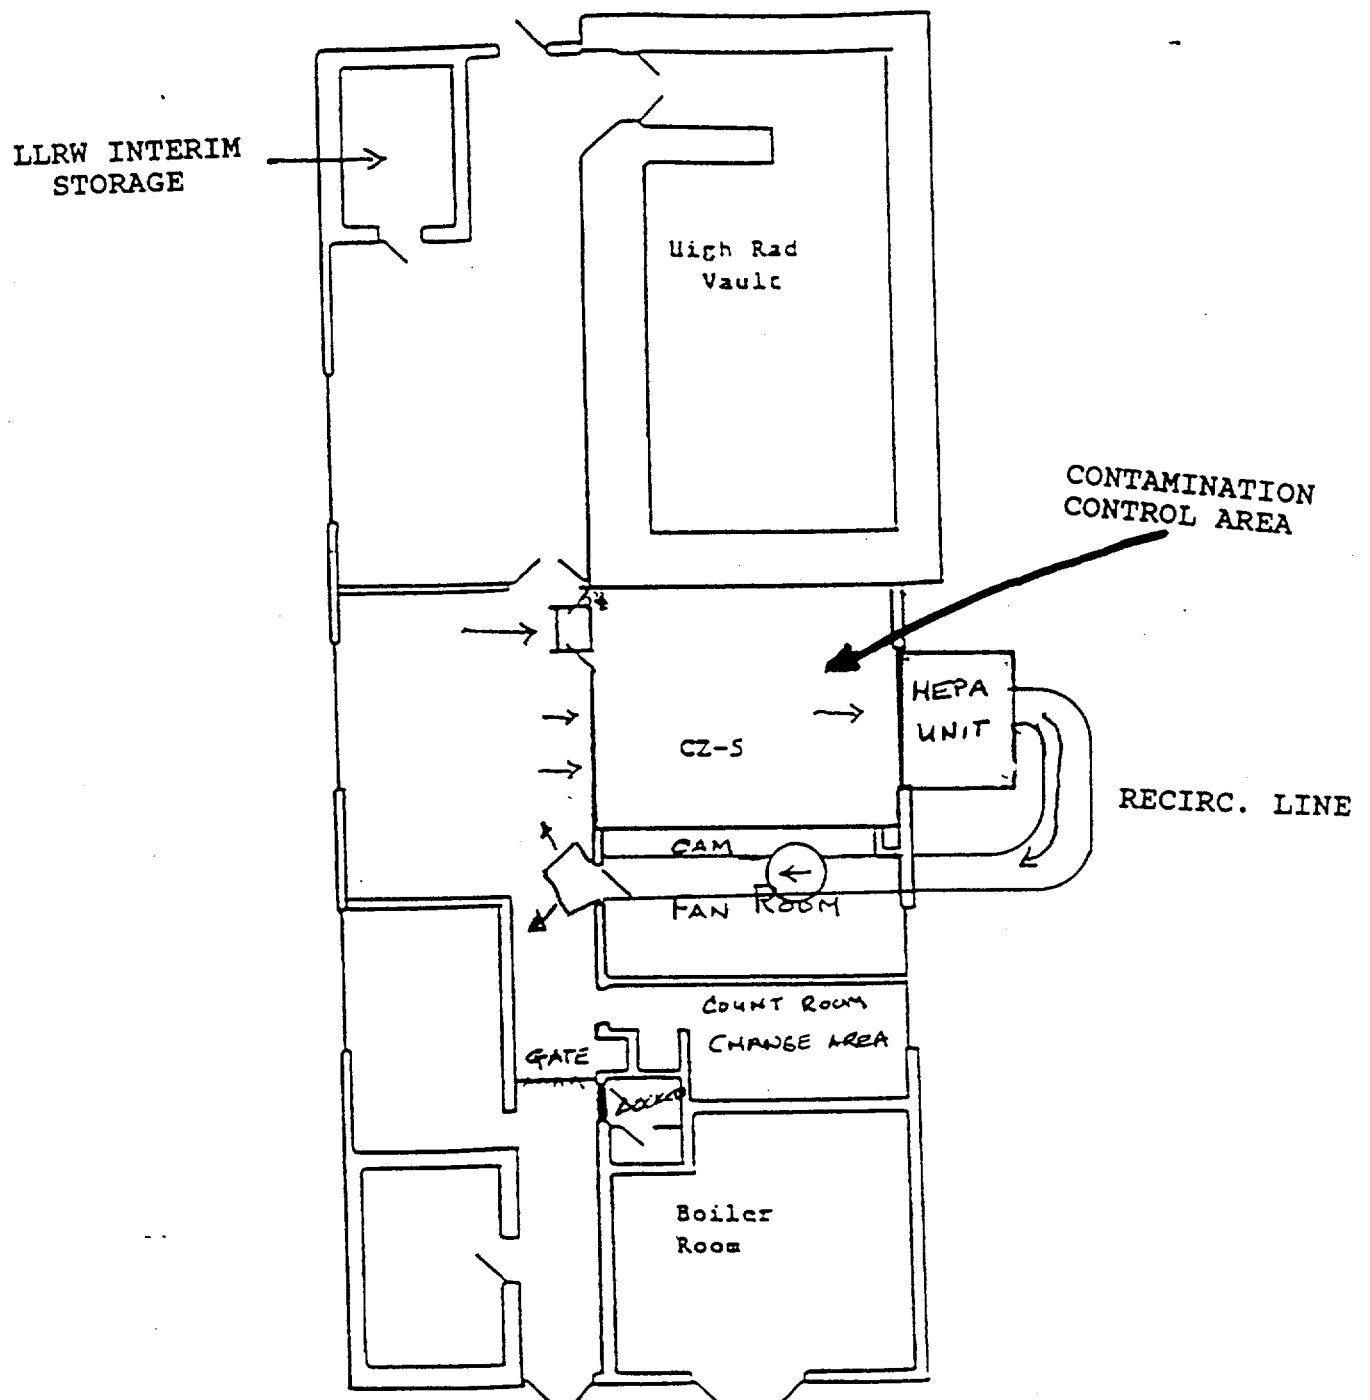 LLRW INTERIM
STORAGE
High Rad
Vault
CONTAMINATION
CONTROL AREA
HEPA
UNIT
CZ-5
RECIRC. LINE
CAM
FAN ROOM
COUNT ROOM
CHANGE AREA
GATE
Boiler
Room